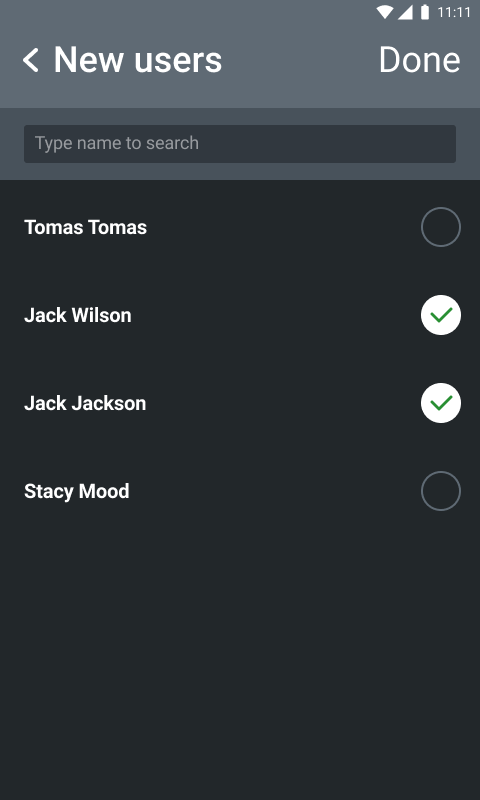 11:11
New users
Done
Type name to search
Tomas Tomas
Jack Wilson
Jack Jackson
Stacy Mood